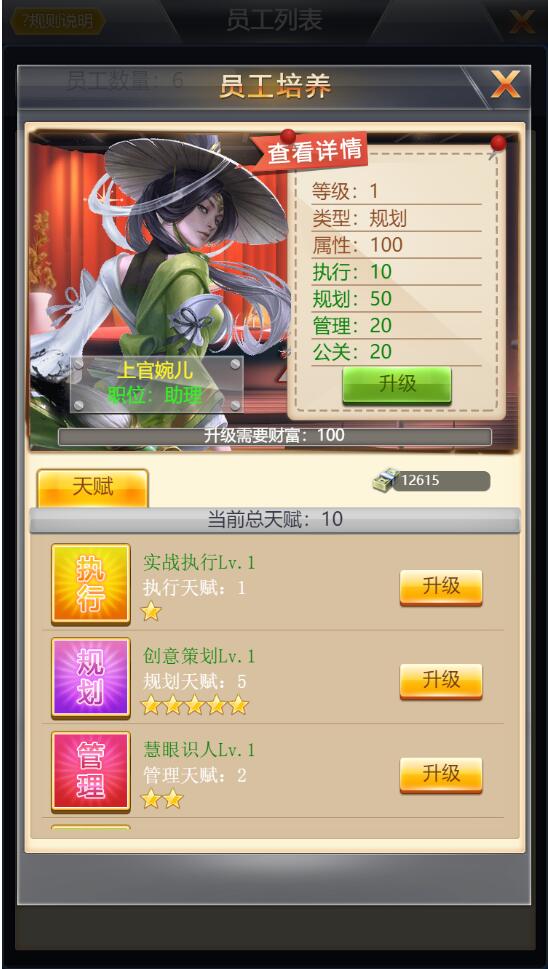 ?规则说明
员工列表
员工数量：6
员工培养
查看详情
等级：1
类型：规划
属性：100
执行：10
规划：50
管理：20
公关：20
升级
上官婉儿
职位：助理
升级需要财富：100
天赋
12615
当前总天赋：10
执行
实战执行Lv.1
执行天赋：1
升级
规划
创意策划Lv.1
规划天赋：5
升级
管理
慧眼识人Lv.1
管理天赋：2
升级